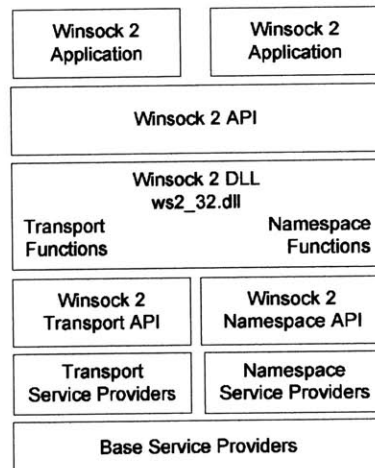 Winsock 2
Application
Winsock 2
Application
Winsock 2 API
Winsock 2 DLL
ws2_32.dll
Transport
Functions
Namespace
Functions
Winsock 2
Transport API
Winsock 2
Namespace API
Transport
Service Providers
Namespace
Service Providers
Base Service Providers